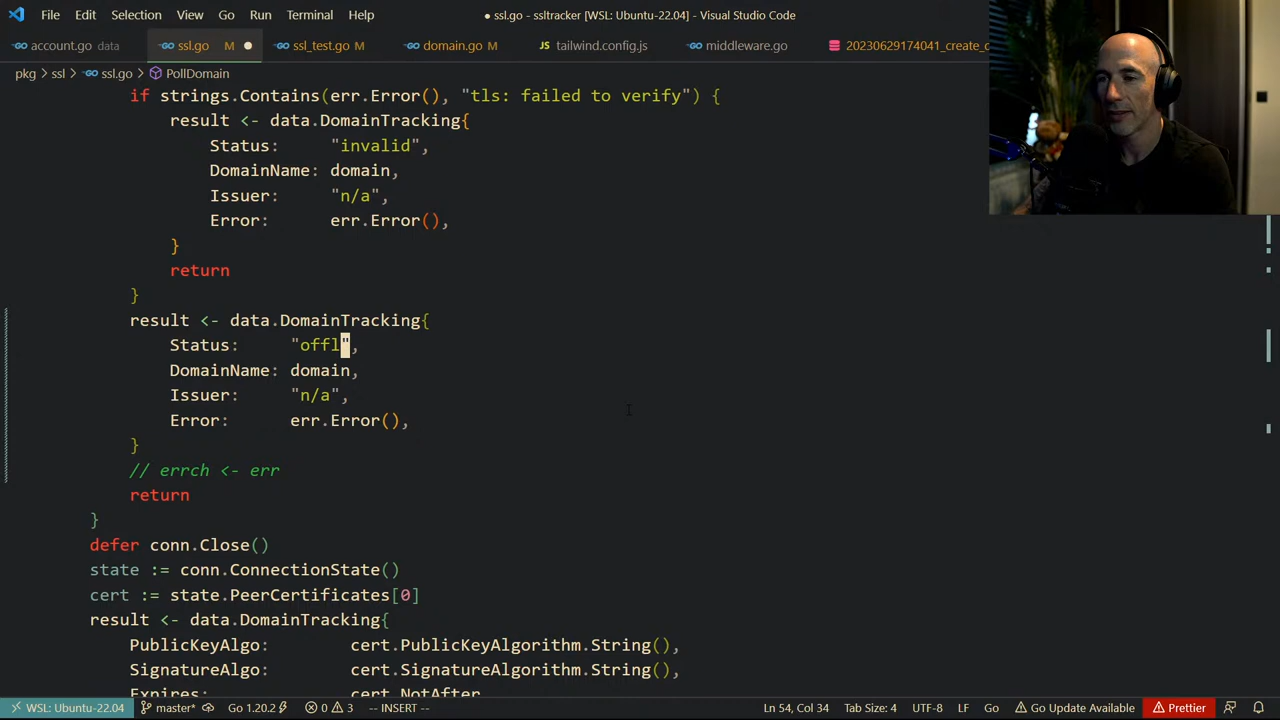 File Edit Selection View Go Run Terminal Help
● ssl.go - ssltracker [WSL: Ubuntu-22.04] - Visual Studio Code
account.go data ssl.go M ssl_test.go M domain.go M tailwind.config.js middleware.go 20230629174041_create_c
pkg > ssl > ssl.go > PollDomain
if strings.Contains(err.Error(), "tls: failed to verify") {
result <- data.DomainTracking{
Status: "invalid",
DomainName: domain,
Issuer: "n/a",
Error: err.Error(),
}
return
}
result <- data.DomainTracking{
Status: "offl",
DomainName: domain,
Issuer: "n/a",
Error: err.Error(),
}
// errch <- err
return
}
defer conn.Close()
state := conn.ConnectionState()
cert := state.PeerCertificates[0]
result <- data.DomainTracking{
PublicKeyAlgo: cert.PublicKeyAlgorithm.String(),
SignatureAlgo: cert.SignatureAlgorithm.String(),
Expires: cert.NotAfter
WSL: Ubuntu-22.04 master* Go 1.20.2 0 3 -- INSERT -- Ln 54, Col 34 Tab Size: 4 UTF-8 LF Go Go Update Available Prettier